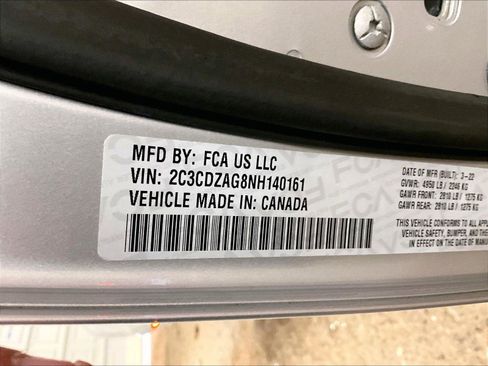 MFD BY: FCA US LLC
VIN: 2C3CDZAG8NH140161
VEHICLE MADE IN: CANADA
DATE OF MFR (BUILT): 3-22
GVWR: 4950 LB / 2246 KG
GAWR FRONT: 2810 LB / 1275 KG
GAWR REAR: 2810 LB / 1275 KG
THIS VEHICLE CONFORMS TO ALL APPL
VEHICLE SAFETY, BUMPER, AND THE
IN EFFECT ON THE DATE OF MANUF